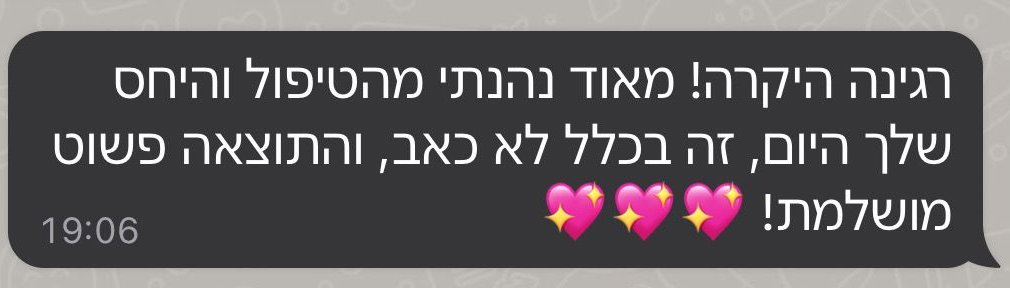 רגינה היקרה! מאוד נהנתי מהטיפול והיחס
שלך היום, זה בכלל לא כאב, והתוצאה פשוט
מושלמת! 💖💖💖
19:06